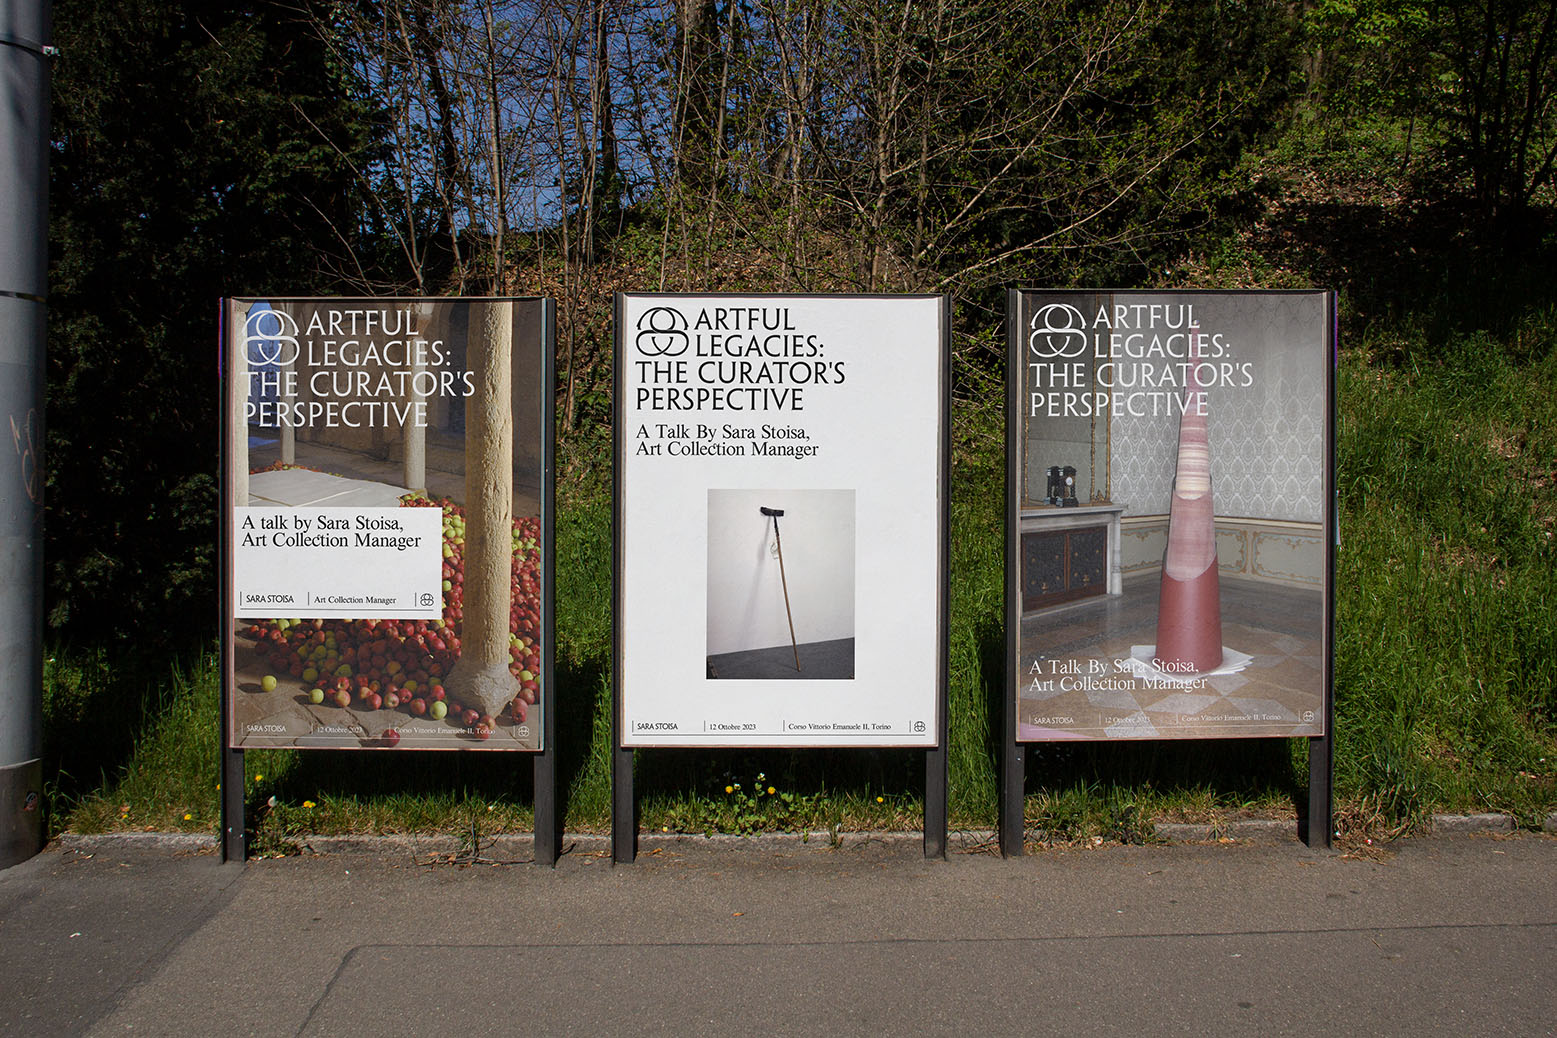 ARTFUL
LEGACIES:
THE CURATOR'S
PERSPECTIVE
A talk by Sara Stoisa,
Art Collection Manager
SARA STOISA
Art Collection Manager
SARA STOISA
12 Ottobre 2023
Corso Vittorio Emanuele II, Torino
ARTFUL
LEGACIES:
THE CURATOR'S
PERSPECTIVE
A Talk By Sara Stoisa,
Art Collection Manager
SARA STOISA
12 Ottobre 2023
Corso Vittorio Emanuele II, Torino
ARTFUL
LEGACIES:
THE CURATOR'S
PERSPECTIVE
A Talk By Sara Stoisa,
Art Collection Manager
SARA STOISA
12 Ottobre 2023
Corso Vittorio Emanuele II, Torino